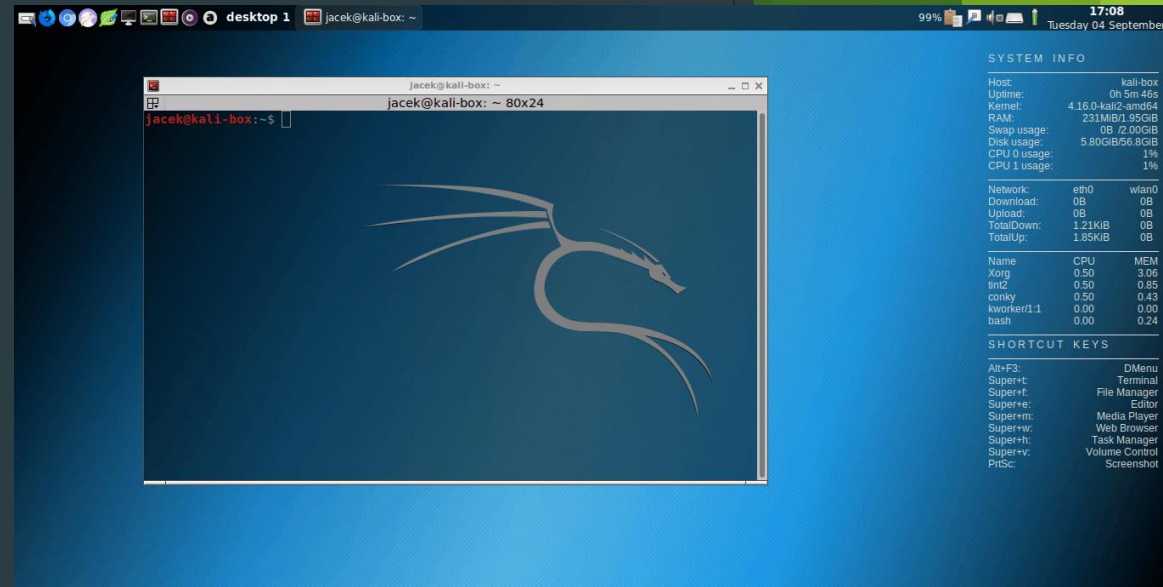 desktop 1 jacek@kali-box: ~ 99% 17:08
Tuesday 04 September
jacek@kali-box: ~
jacek@kali-box: ~ 80x24
jacek@kali-box:~$
SYSTEM INFO
Host: kali-box
Uptime: 0h 5m 46s
Kernel: 4.16.0-kali2-amd64
RAM: 231MiB/1.95GiB
Swap usage: 0B /2.00GiB
Disk usage: 5.80GiB/56.8GiB
CPU 0 usage: 1%
CPU 1 usage: 1%
Network: eth0 wlan0
Download: 0B 0B
Upload: 0B 0B
TotalDown: 1.21KiB 0B
TotalUp: 1.85KiB 0B
Name CPU MEM
Xorg 0.50 3.06
tint2 0.50 0.85
conky 0.50 0.43
kworker/1:1 0.00 0.00
bash 0.00 0.24
SHORTCUT KEYS
Alt+F3: DMenu
Super+t: Terminal
Super+f: File Manager
Super+e: Editor
Super+m: Media Player
Super+w: Web Browser
Super+h: Task Manager
Super+v: Volume Control
PrtSc: Screenshot